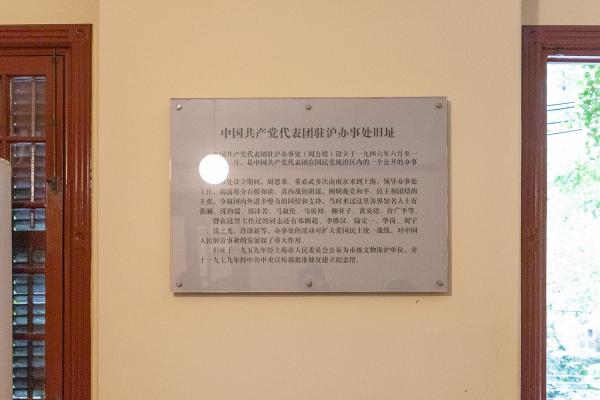 中国共产党代表团驻沪办事处旧址
国共产党代表团驻沪办事处（周公馆）设立于一九四六年六月至一
二月，是中国共产党代表团在国民党统治区内的一个公开的办事
处设立期间，周恩来、董必武多次由南京来到上海，领导办事处
工作，揭露蒋介石假和谈、真内战的阴谋，阐明我党和平、民主和团结的
主张，争取国内外进步势力的同情和支持。当时来过这里各界知名人士有
张澜、沈钧儒、郭沫若、马叙伦、马寅初、柳亚子、黄炎培、许广平等。
曾在这里工作过的同志还有邓颖超、李维汉、陆定一、华岗、刘宁
一、钱之光、许涤新等。办事处的活动对扩大爱国民主统一战线，对中国
人民解放事业的发展起了重大作用。
旧址于一九五九年经上海市人民委员会公布为市级文物保护单位，并
于一九七九年经中共中央宣传部批准修复建立纪念馆。